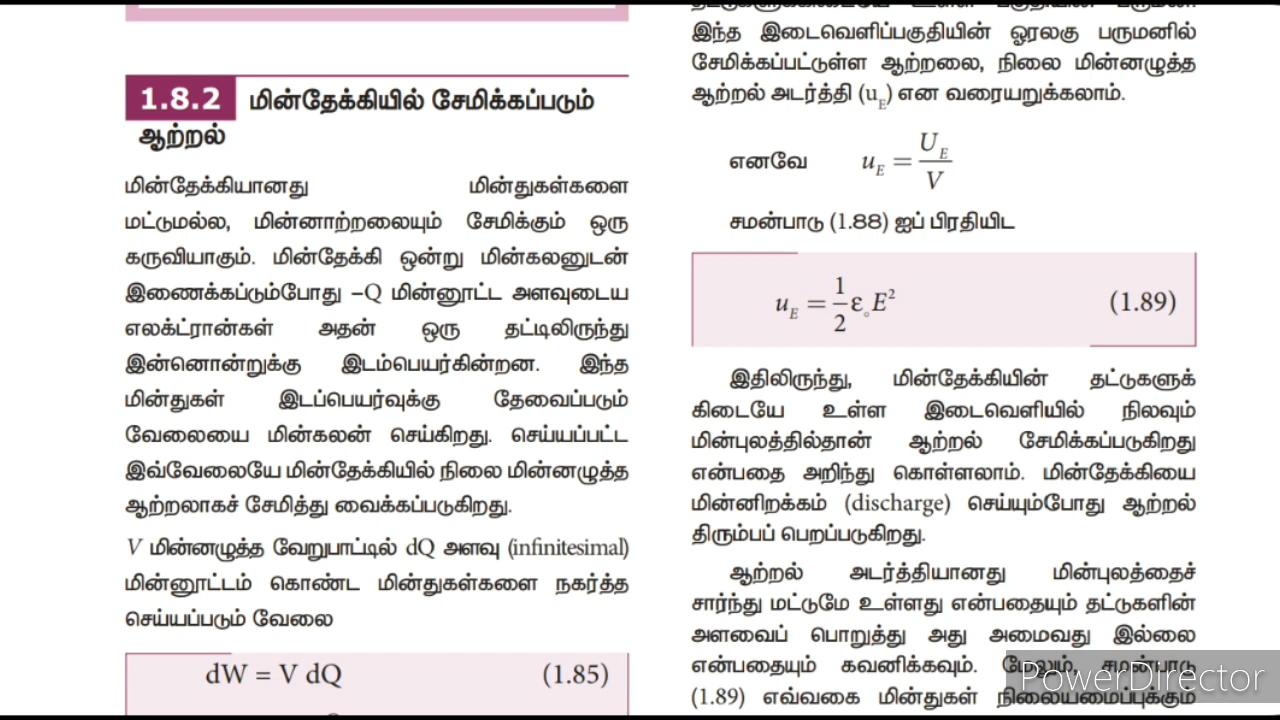 1.8.2 மின்தேக்கியில் சேமிக்கப்படும்
ஆற்றல்
மின்தேக்கியானது மின்துகள்களை
மட்டுமல்ல, மின்னாற்றலையும் சேமிக்கும் ஒரு
கருவியாகும். மின்தேக்கி ஒன்று மின்கலனுடன்
இணைக்கப்படும்போது –Q மின்னூட்ட அளவுடைய
எலக்ட்ரான்கள் அதன் ஒரு தட்டிலிருந்து
இன்னொன்றுக்கு இடம்பெயர்கின்றன. இந்த
மின்துகள் இடப்பெயர்வுக்கு தேவைப்படும்
வேலையை மின்கலன் செய்கிறது. செய்யப்பட்ட
இவ்வேலையே மின்தேக்கியில் நிலை மின்னழுத்த
ஆற்றலாகச் சேமித்து வைக்கப்படுகிறது.
V மின்னழுத்த வேறுபாட்டில் dQ அளவு (infinitesimal)
மின்னூட்டம் கொண்ட மின்துகள்களை நகர்த்த
செய்யப்படும் வேலை
dW = V dQ (1.85)
இந்த இடைவெளிப்பகுதியின் ஓரலகு பருமனில்
சேமிக்கப்பட்டுள்ள ஆற்றலை, நிலை மின்னழுத்த
ஆற்றல் அடர்த்தி (u_E) என வரையறுக்கலாம்.
எனவே u_E = U_E / V
சமன்பாடு (1.88) ஐப் பிரதியிட
u_E = 1/2 ε_∘ E² (1.89)
இதிலிருந்து, மின்தேக்கியின் தட்டுகளுக்
கிடையே உள்ள இடைவெளியில் நிலவும்
மின்புலத்தில்தான் ஆற்றல் சேமிக்கப்படுகிறது
என்பதை அறிந்து கொள்ளலாம். மின்தேக்கியை
மின்னிறக்கம் (discharge) செய்யும்போது ஆற்றல்
திரும்பப் பெறப்படுகிறது.
ஆற்றல் அடர்த்தியானது மின்புலத்தைச்
சார்ந்து மட்டுமே உள்ளது என்பதையும் தட்டுகளின்
அளவைப் பொறுத்து அது அமைவது இல்லை
என்பதையும் கவனிக்கவும். மேலும், சமன்பாடு
(1.89) எவ்வகை மின்துகள் நிலையமைப்புக்கும்
PowerDirector